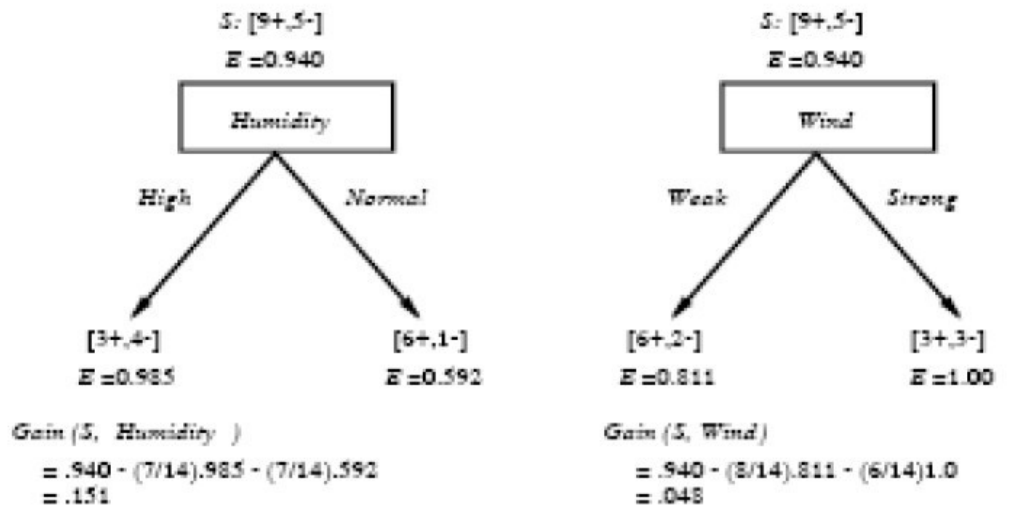 S: [9+,5-]
E =0.940
Humidity
High
Normal
[3+,4-]
E =0.985
[6+,1-]
E =0.592
Gain (S, Humidity )
= .940 - (7/14).985 - (7/14).592
= .151
S: [9+,5-]
E =0.940
Wind
Weak
Strong
[6+,2-]
E =0.811
[3+,3-]
E =1.00
Gain (S, Wind)
= .940 - (8/14).811 - (6/14)1.0
= .048